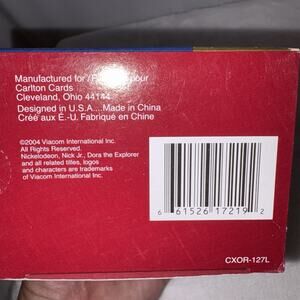 Manufactured for / pour
Carlton Cards
Cleveland, Ohio 44144
Designed in U.S.A....Made in China
Créé aux É.-U. Fabriqué en Chine
©2004 Viacom International Inc.
All Rights Reserved.
Nickelodeon, Nick Jr., Dora the Explorer
and all related titles, logos
and characters are trademarks
of Viacom International Inc.
6 61526 17219 2
CXOR-127L